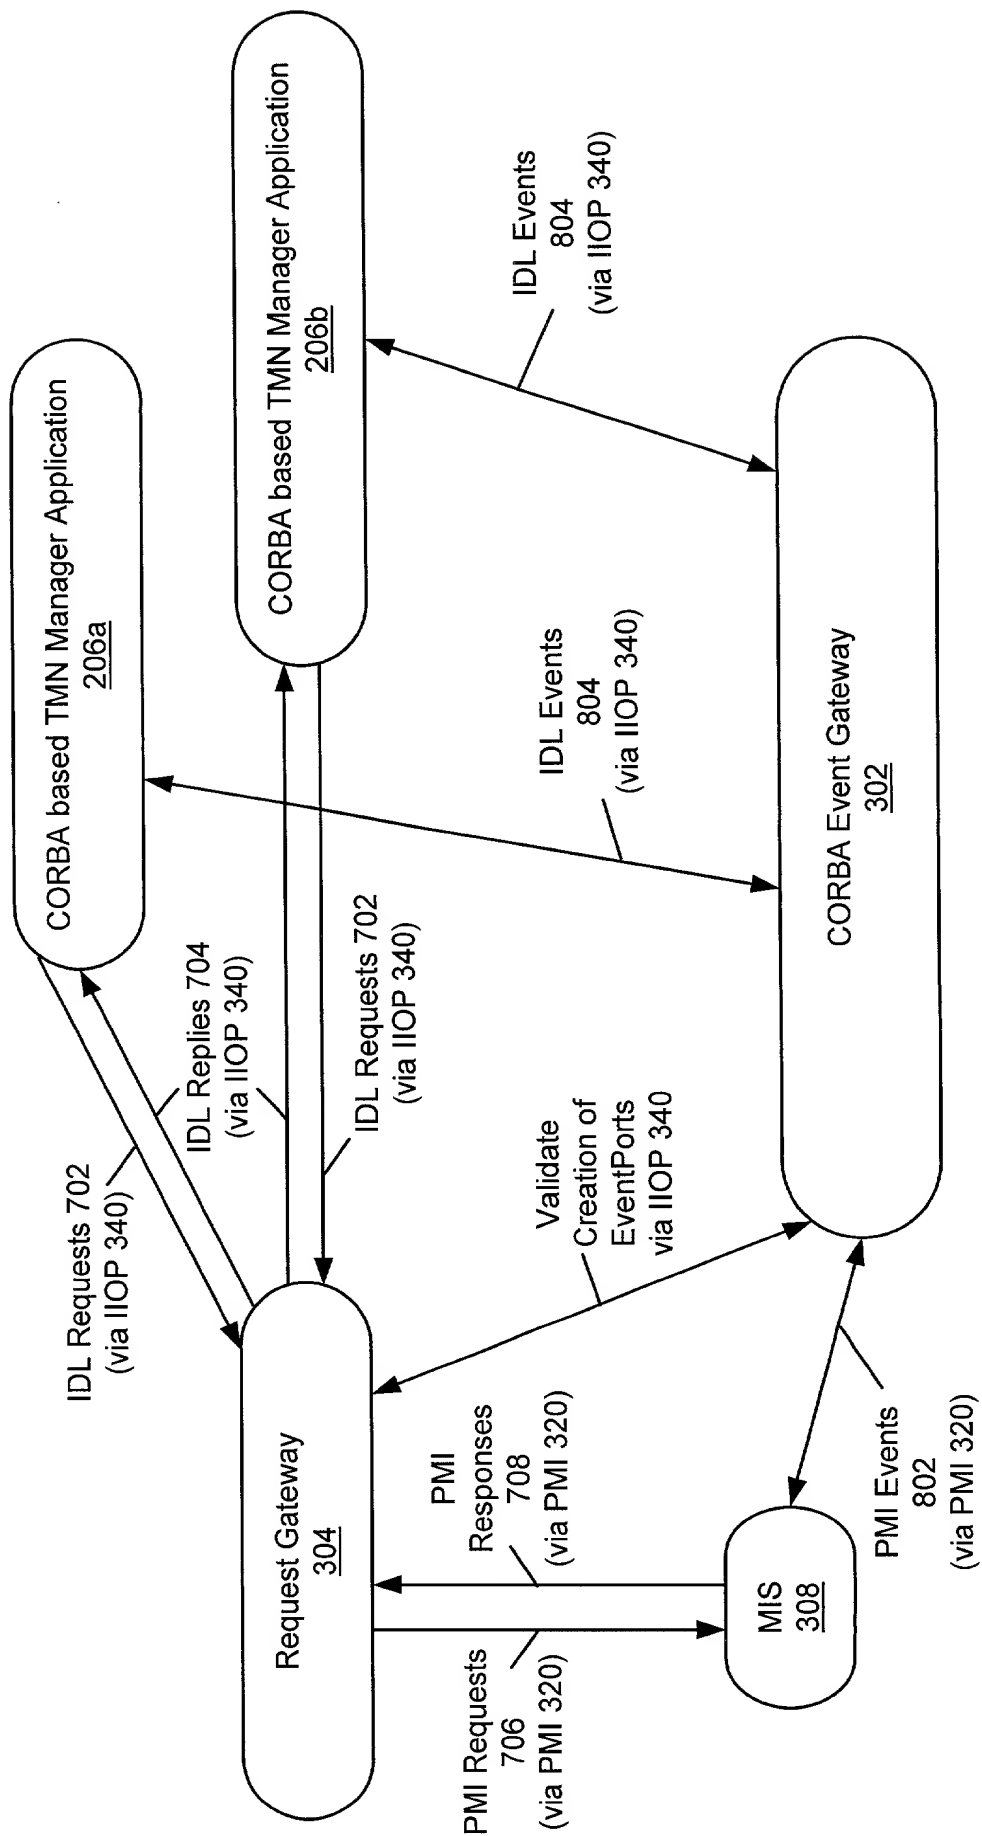 CORBA based TMN Manager Application
206a
CORBA based TMN Manager Application
206b
IDL Requests 702
(via IIOP 340)
IDL Replies 704
(via IIOP 340)
IDL Requests 702
(via IIOP 340)
IDL Events
804
(via IIOP 340)
IDL Events
804
(via IIOP 340)
Request Gateway
304
Validate
Creation of
EventPorts
via IIOP 340
PMI Requests
706
(via PMI 320)
PMI
Responses
708
(via PMI 320)
MIS
308
PMI Events
802
(via PMI 320)
CORBA Event Gateway
302